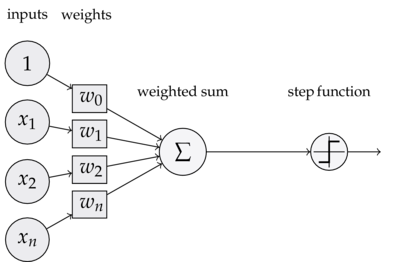 inputs weights
1
w₀
weighted sum
step function
x₁
w₁
Σ
x₂
w₂
wₙ
xₙ